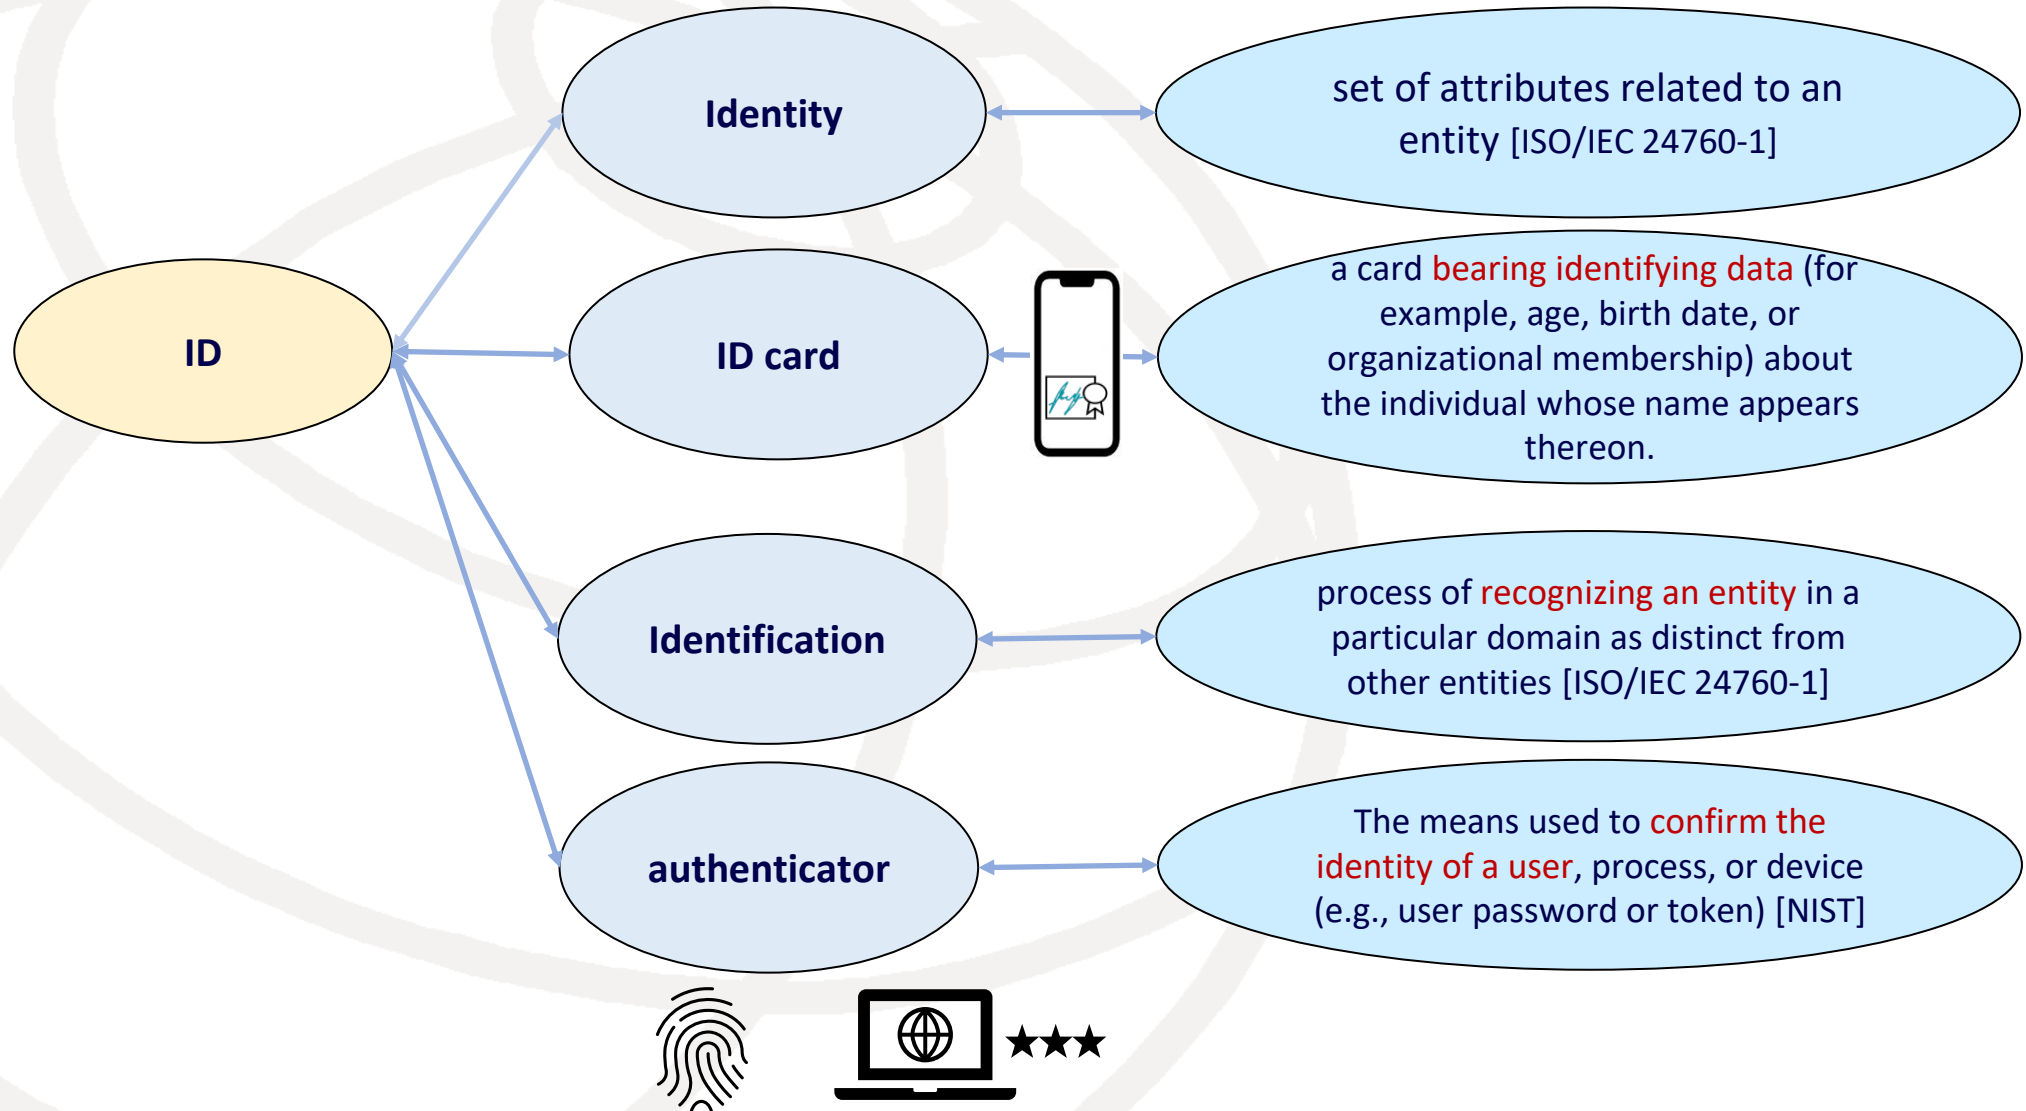 Identity
set of attributes related to an
entity [ISO/IEC 24760-1]
ID
ID card
a card bearing identifying data (for
example, age, birth date, or
organizational membership) about
the individual whose name appears
thereon.
Identification
process of recognizing an entity in a
particular domain as distinct from
other entities [ISO/IEC 24760-1]
authenticator
The means used to confirm the
identity of a user, process, or device
(e.g., user password or token) [NIST]